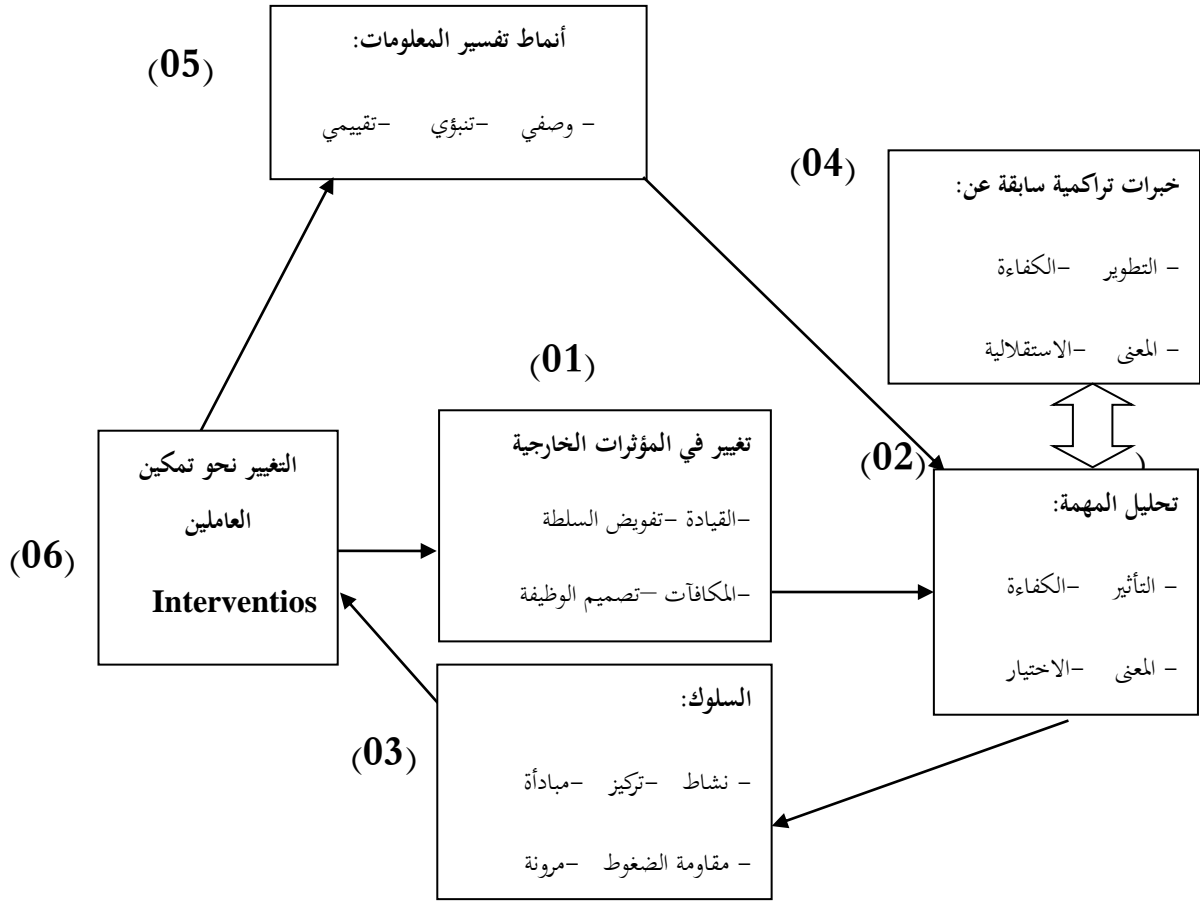 أنماط تفسير المعلومات:
(05)
– وصفي –تنبؤي –تقييمي
(04)
خبرات تراكمية سابقة عن:
– التطوير –الكفاءة
– المعنى –الاستقلالية
(01)
تغيير في المؤثرات الخارجية
–القيادة –تفويض السلطة
–المكافآت –تصميم الوظيفة
(02)
)
تحليل المهمة:
– التأثير –الكفاءة
– المعنى –الاختيار
التغيير نحو تمكين
العاملين
Interventios
(06)
(03)
السلوك:
– نشاط –تركيز –مبادأة
– مقاومة الضغوط –مرونة